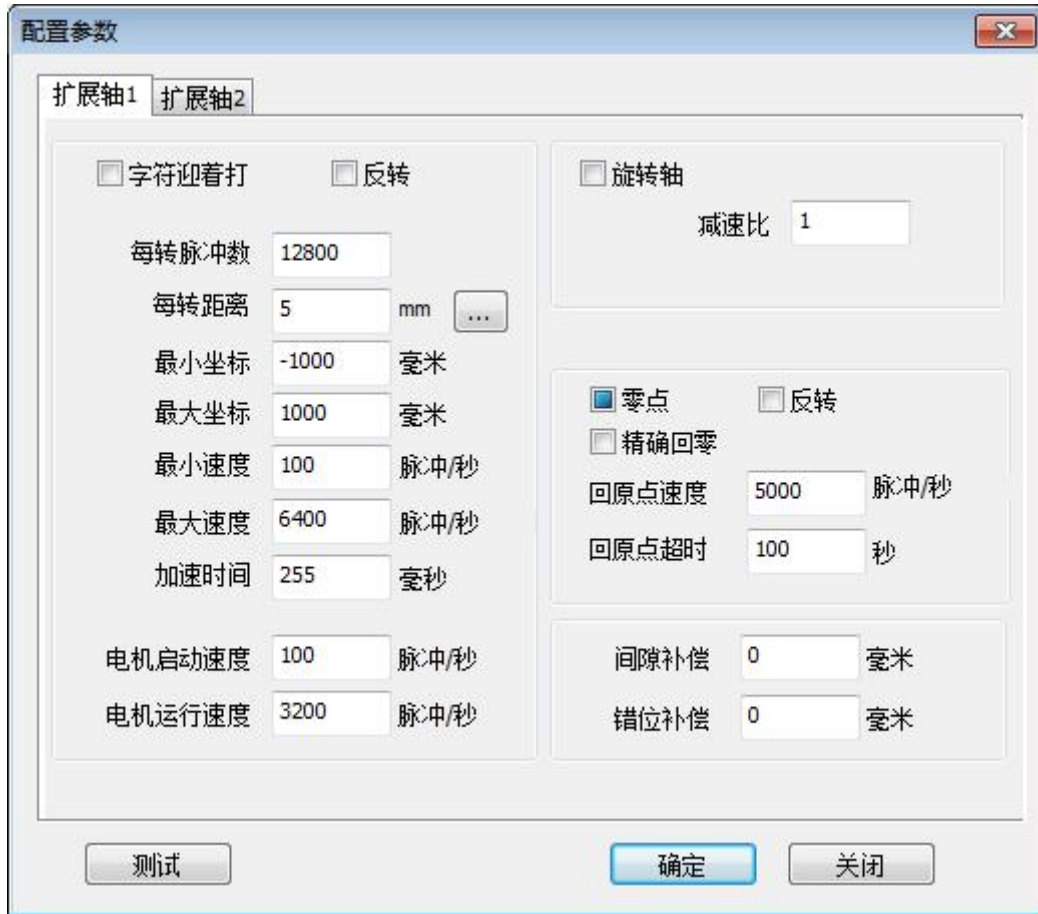 配置参数
扩展轴1 扩展轴2
字符迎着打 反转
每转脉冲数 12800
每转距离 5 mm ...
最小坐标 -1000 毫米
最大坐标 1000 毫米
最小速度 100 脉冲/秒
最大速度 6400 脉冲/秒
加速时间 255 毫秒
电机启动速度 100 脉冲/秒
电机运行速度 3200 脉冲/秒
旋转轴
减速比 1
零点 反转
精确回零
回原点速度 5000 脉冲/秒
回原点超时 100 秒
间隙补偿 0 毫米
错位补偿 0 毫米
测试 确定 关闭